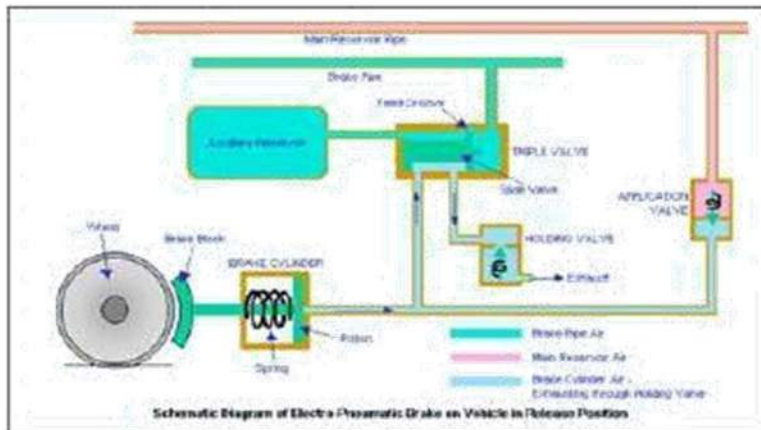 Main Reservoir Pipe
Brake Pipe
Feed Groove
Auxiliary Reservoir
TRIPLE VALVE
Slide Valve
APPLICATION
VALVE
Wheel
Brake Block
HOLDING VALVE
BRAKE CYLINDER
Exhaust
Piston
Spring
Brake Pipe Air
Main Reservoir Air
Brake Cylinder Air -
Exhausting through Holding Valve
Schematic Diagram of Electro-Pneumatic Brake on Vehicle in Release Position